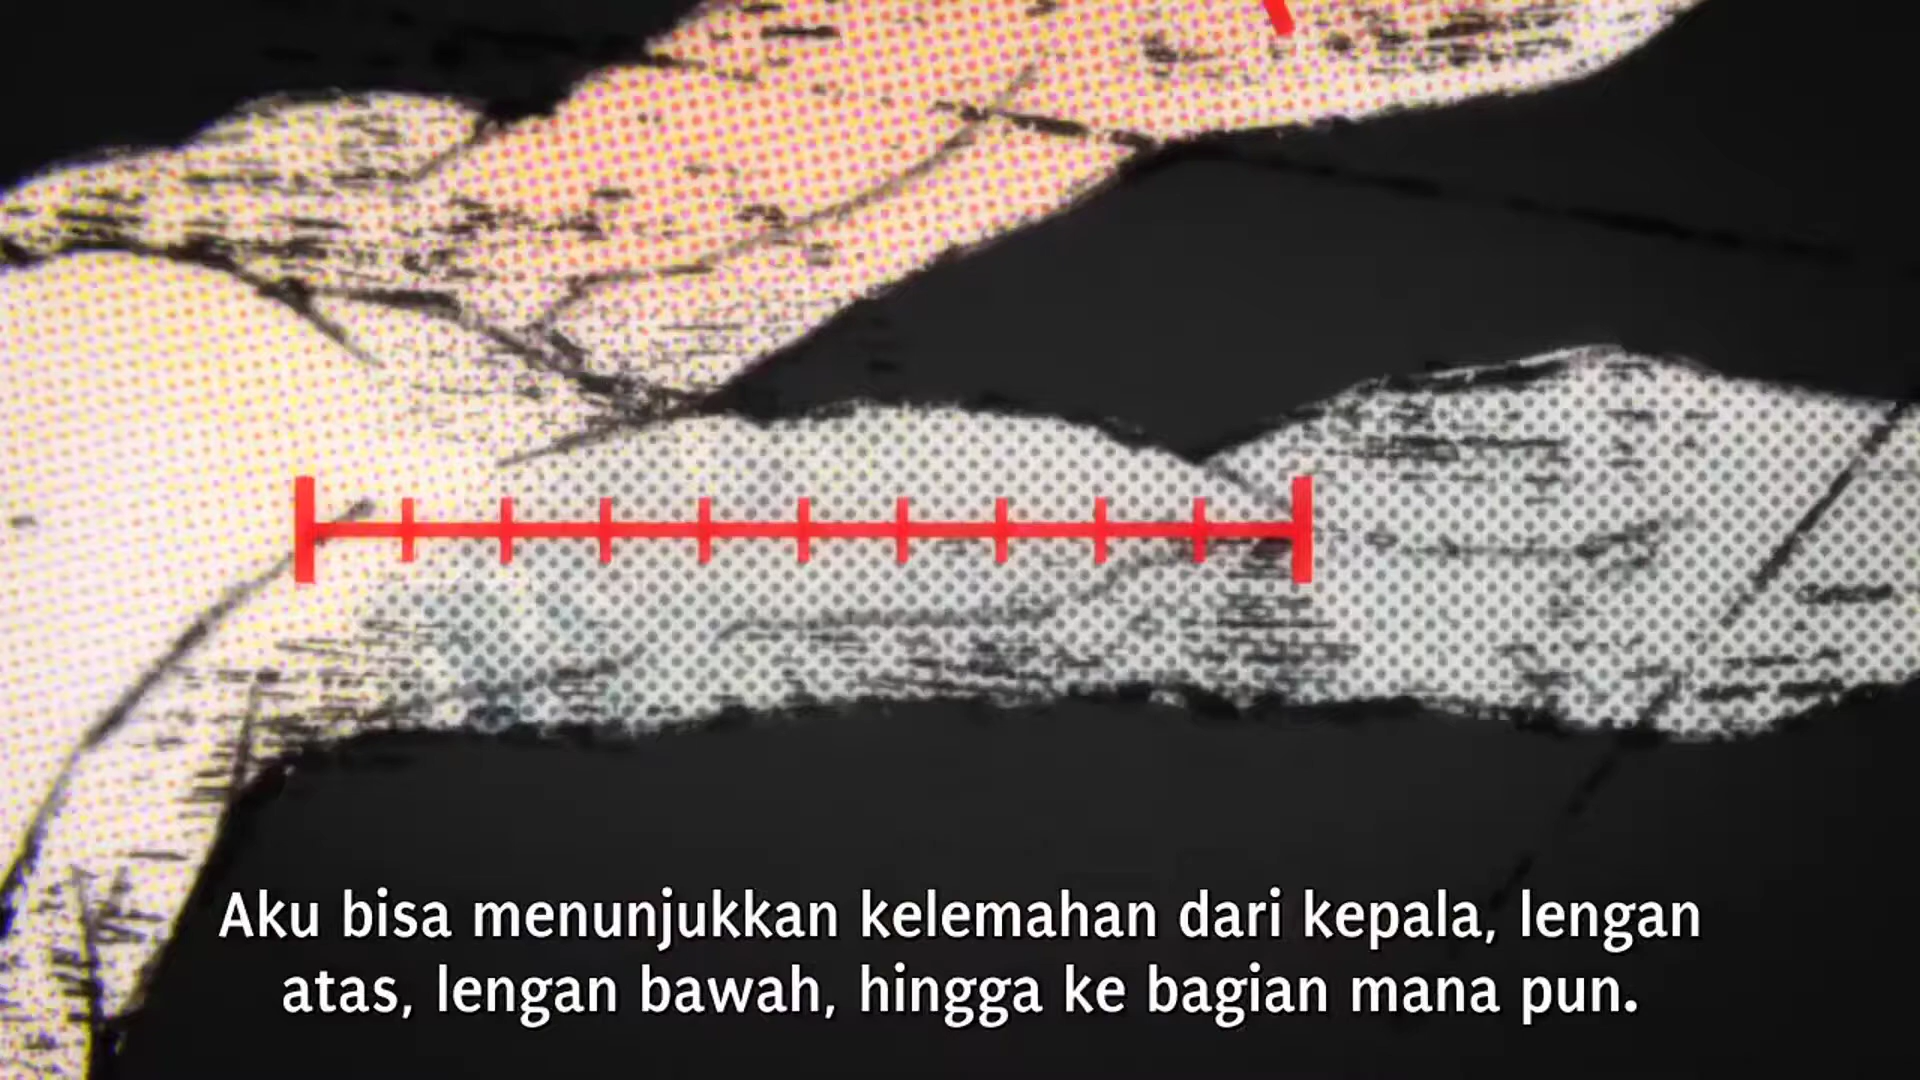 Aku bisa menunjukkan kelemahan dari kepala, lengan
atas, lengan bawah, hingga ke bagian mana pun.